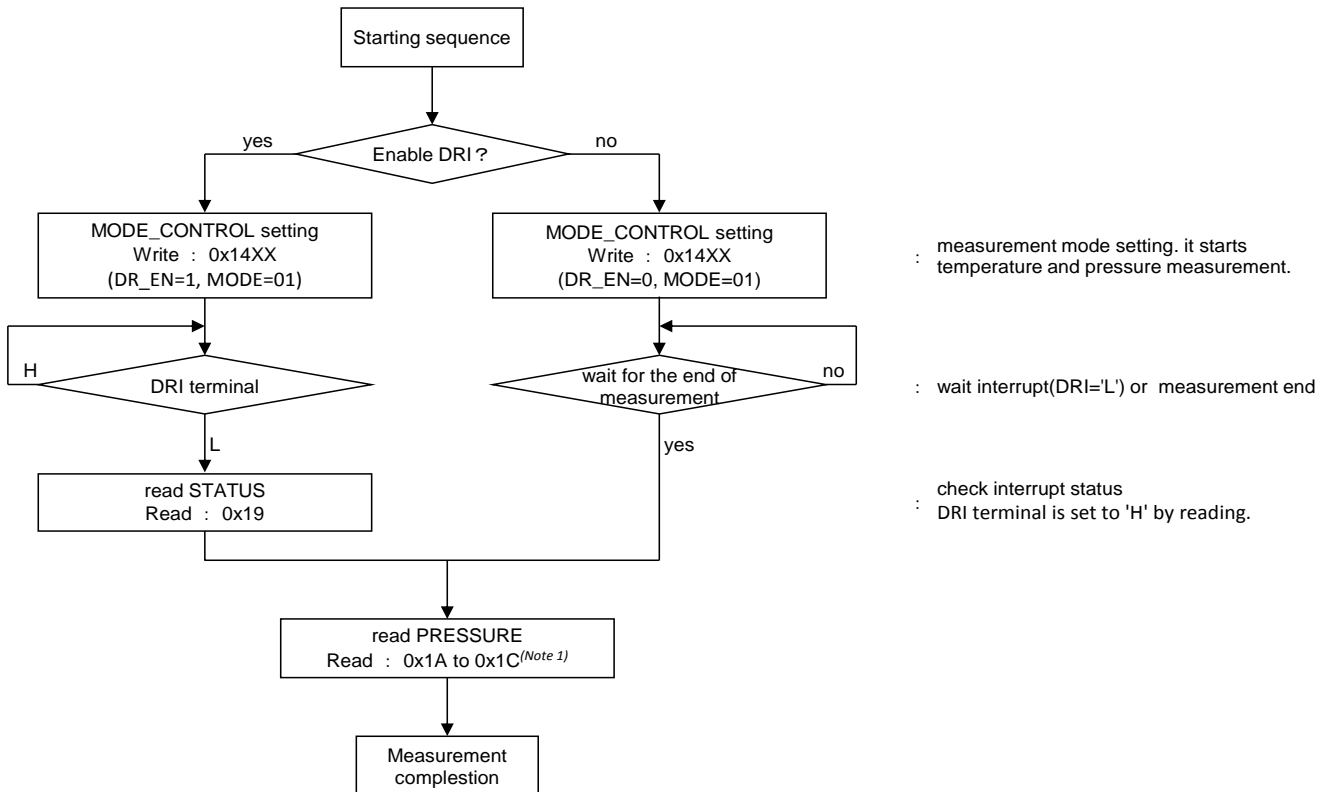 Starting sequence
yes
Enable DRI？
no
MODE_CONTROL setting
Write ： 0x14XX
(DR_EN=1, MODE=01)
MODE_CONTROL setting
Write ： 0x14XX
(DR_EN=0, MODE=01)
： measurement mode setting. it starts
temperature and pressure measurement.
H
DRI terminal
wait for the end of
measurement
no
： wait interrupt(DRI='L') or measurement end
L
yes
read STATUS
Read ： 0x19
： check interrupt status
DRI terminal is set to 'H' by reading.
read PRESSURE
Read ： 0x1A to 0x1C(Note 1)
Measurement
complestion